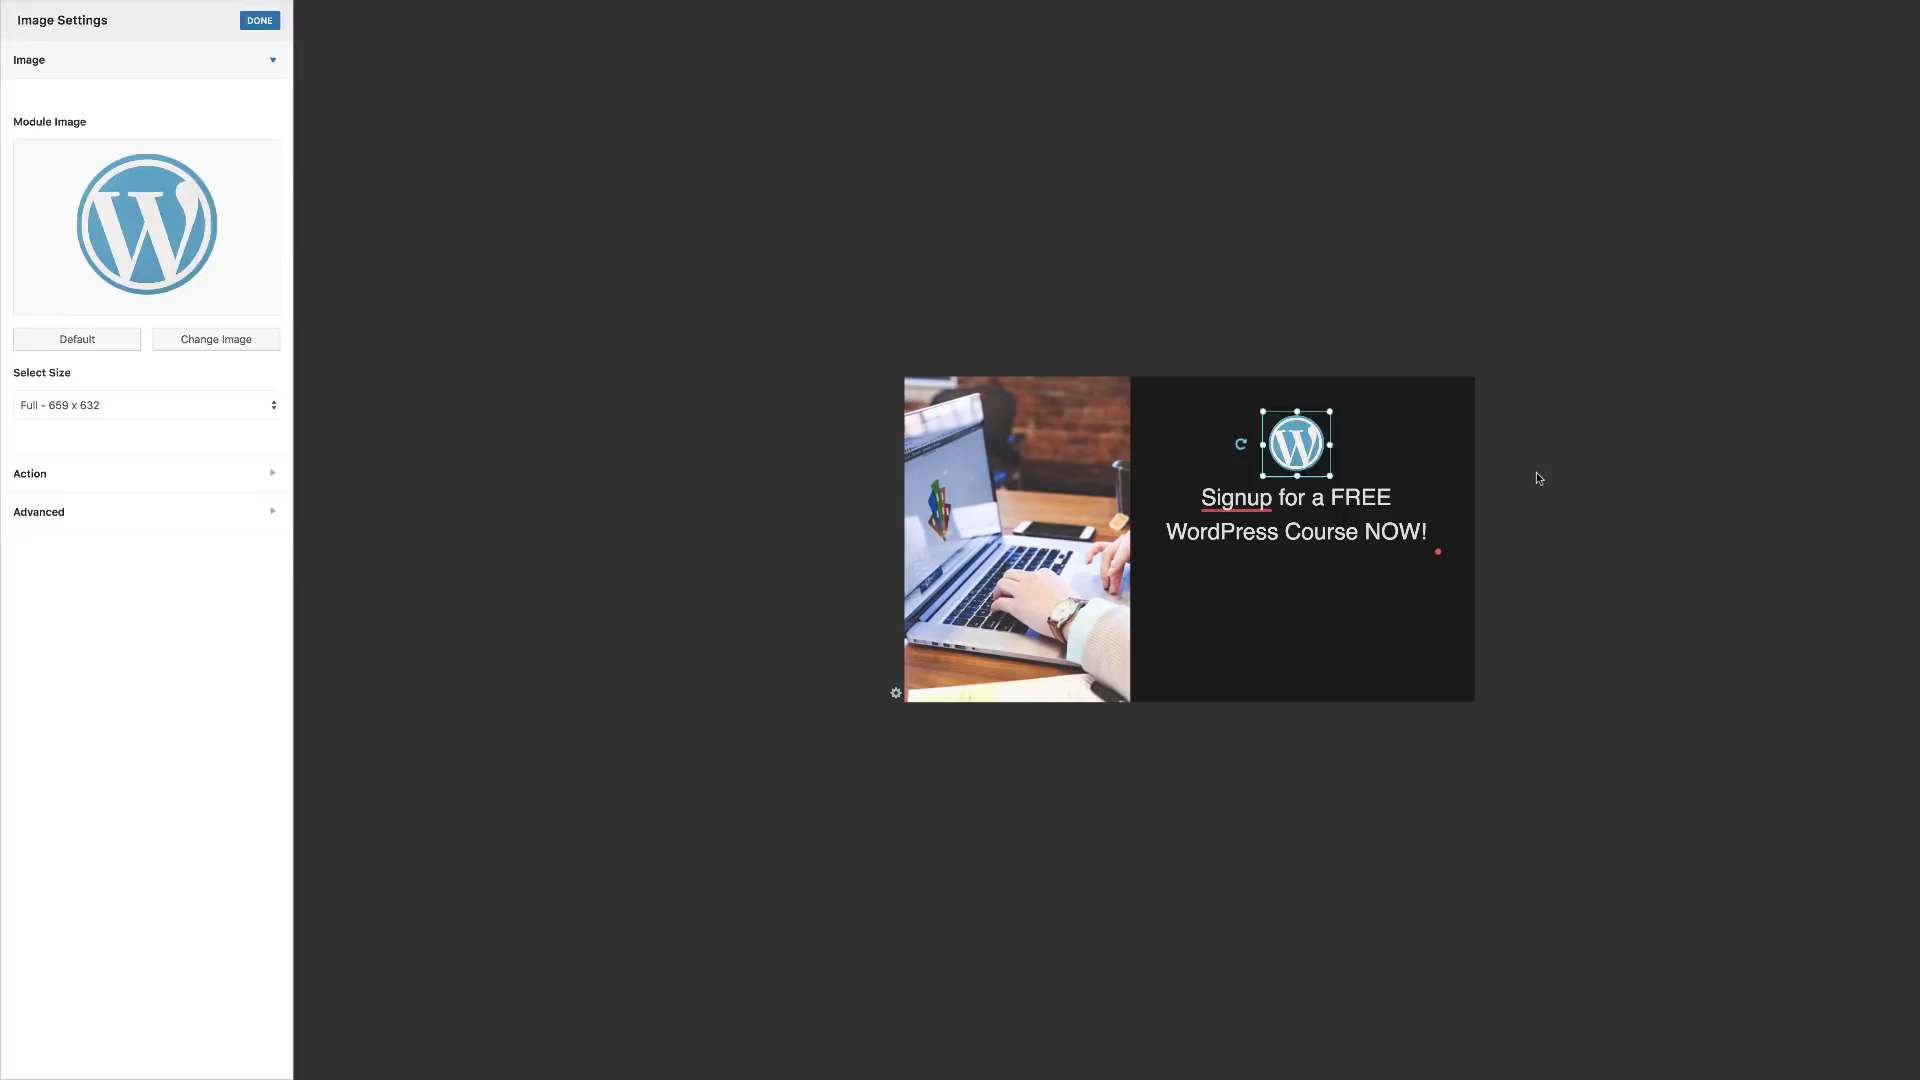 Image Settings
DONE
Image
Module Image
Default
Change Image
Select Size
Full - 659 x 632
Action
Advanced
Signup for a FREE
WordPress Course NOW!